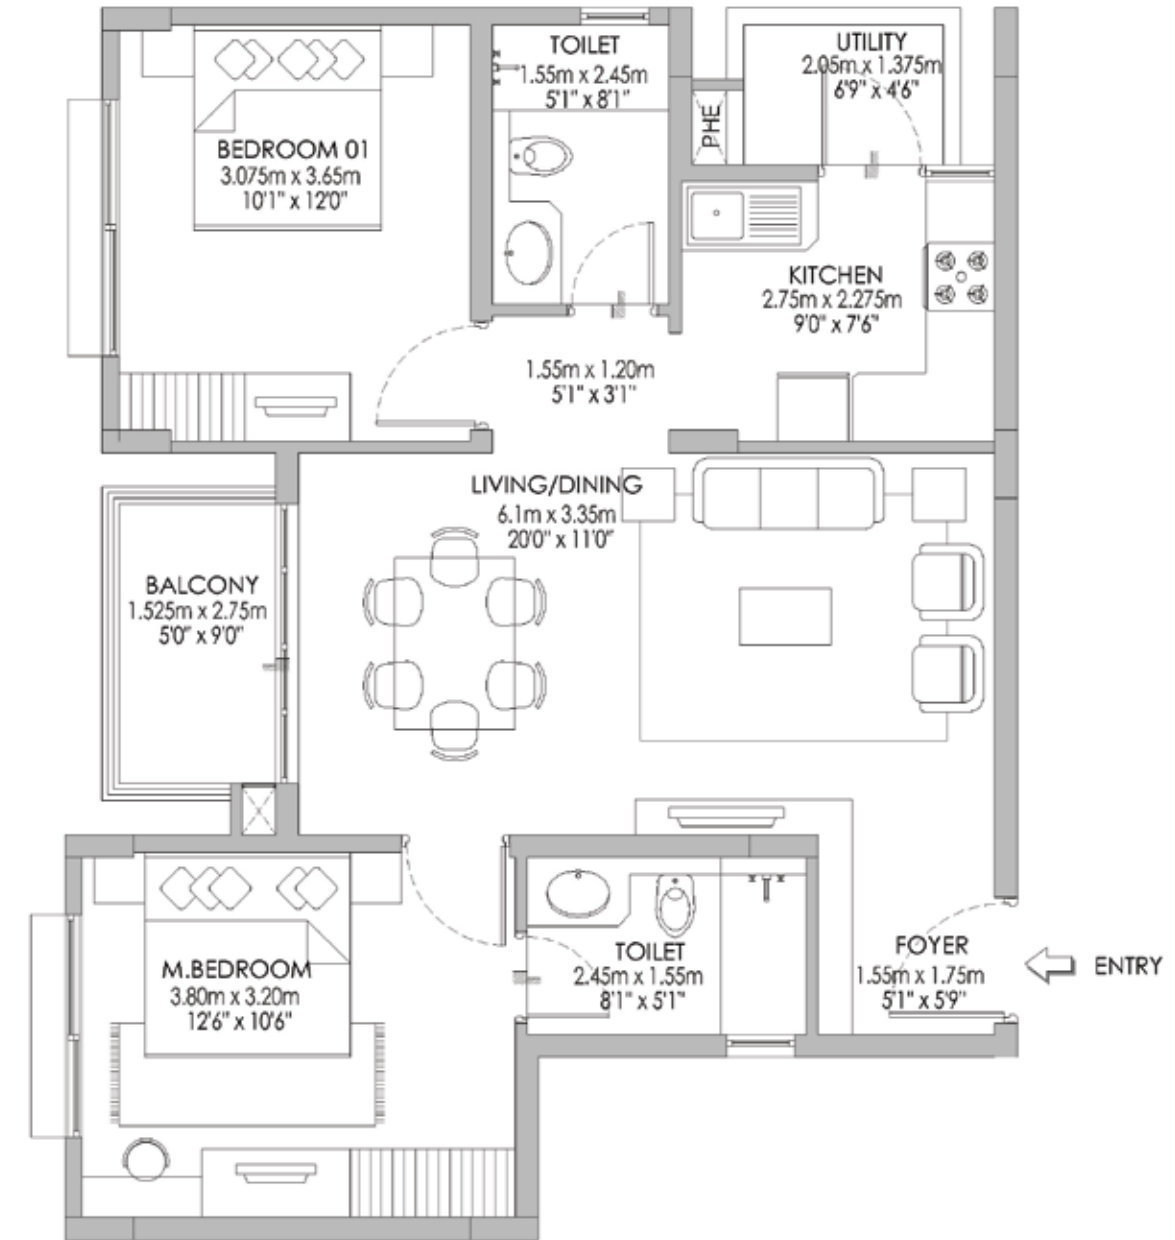 TOILET
1.55m x 2.45m
5'1" x 8'1"
UTILITY
2.05m x 1.375m
6'9" x 4'6"
PHE
BEDROOM 01
3.075m x 3.65m
10'1" x 12'0"
KITCHEN
2.75m x 2.275m
9'0" x 7'6"
1.55m x 1.20m
5'1" x 3'1"
LIVING/DINING
6.1m x 3.35m
20'0" x 11'0"
BALCONY
1.525m x 2.75m
5'0" x 9'0"
M.BEDROOM
3.80m x 3.20m
12'6" x 10'6"
TOILET
2.45m x 1.55m
8'1" x 5'1"
FOYER
1.55m x 1.75m
5'1" x 5'9"
ENTRY